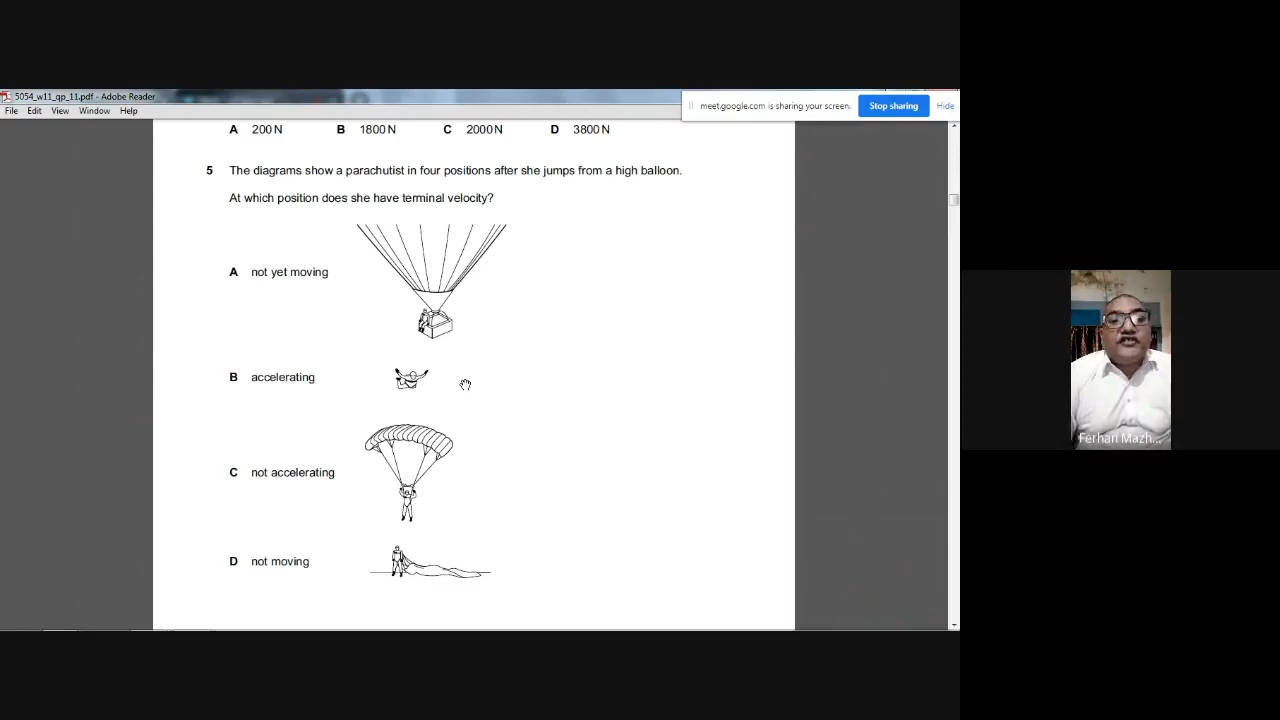 5054_w11_qp_11.pdf - Adobe Reader
File Edit View Window Help
meet.google.com is sharing your screen. Stop sharing Hide
A 200 N B 1800 N C 2000 N D 3800 N
5 The diagrams show a parachutist in four positions after she jumps from a high balloon.
At which position does she have terminal velocity?
A not yet moving
B accelerating
C not accelerating
D not moving
Ferhan Mazh...